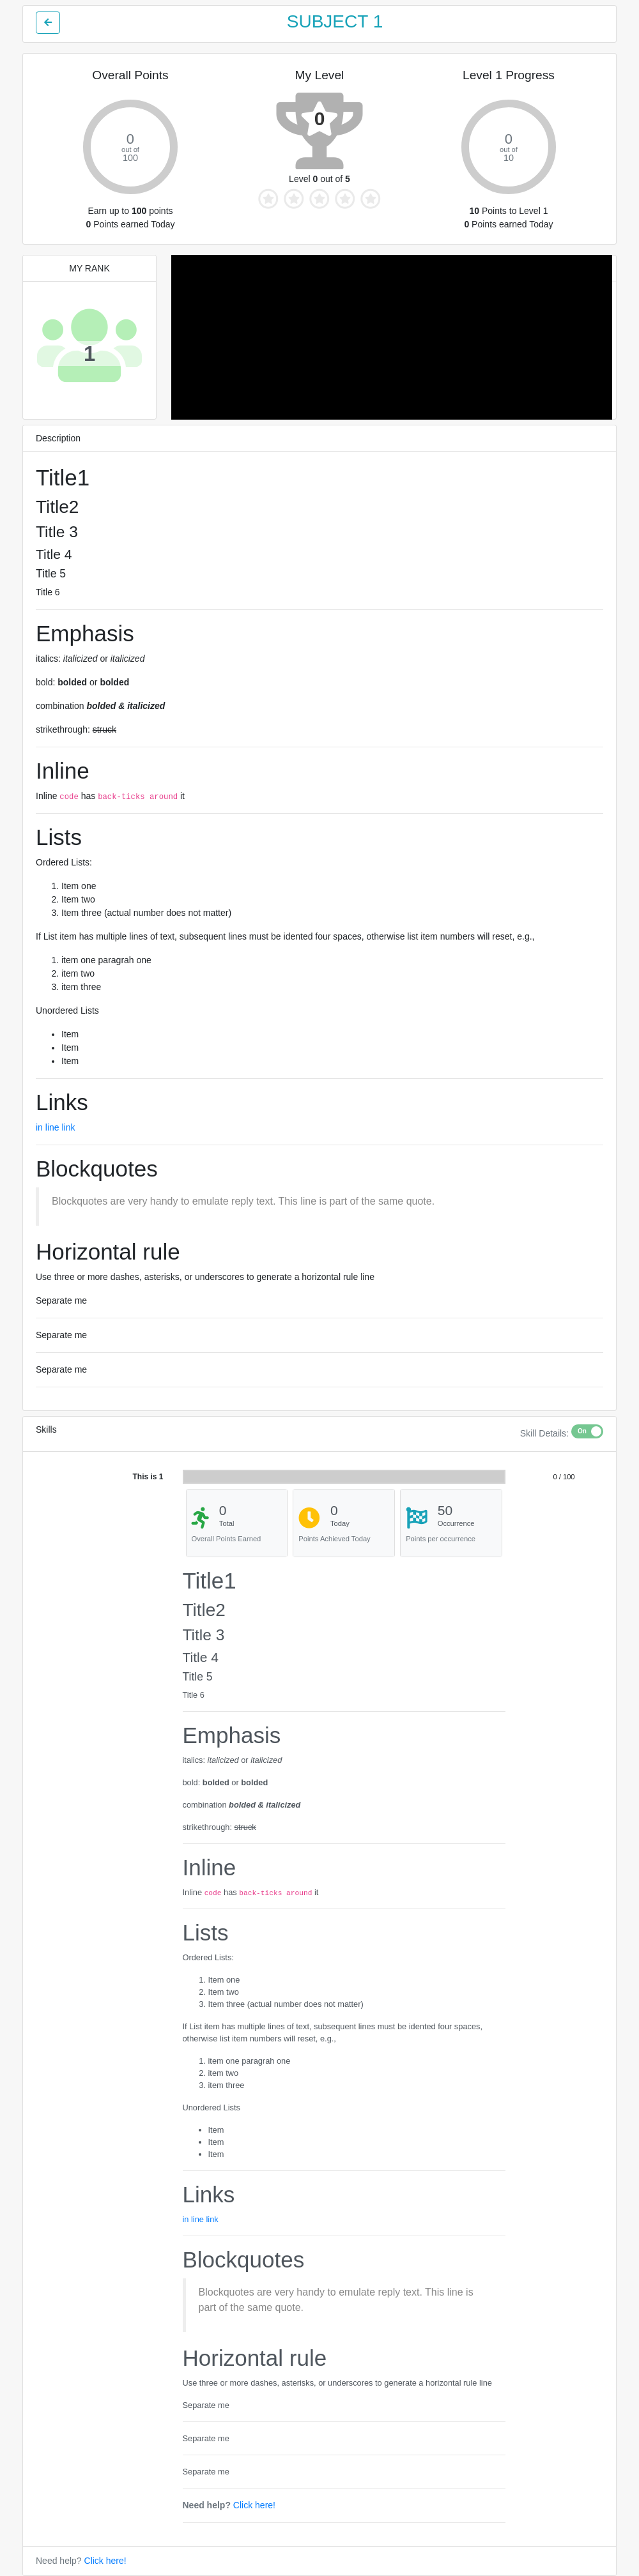 SUBJECT 1
Overall Points
My Level
Level 1 Progress
0
out of
100
0
0
out of
10
Level 0 out of 5
Earn up to 100 points
0 Points earned Today
10 Points to Level 1
0 Points earned Today
MY RANK
1
Description
Title1
Title2
Title 3
Title 4
Title 5
Title 6
Emphasis
italics: italicized or italicized
bold: bolded or bolded
combination bolded & italicized
strikethrough: struck
Inline
Inline code has back-ticks around it
Lists
Ordered Lists:
1. Item one
2. Item two
3. Item three (actual number does not matter)
If List item has multiple lines of text, subsequent lines must be idented four spaces, otherwise list item numbers will reset, e.g.,
1. item one paragrah one
2. item two
3. item three
Unordered Lists
• Item
• Item
• Item
Links
in line link
Blockquotes
Blockquotes are very handy to emulate reply text. This line is part of the same quote.
Horizontal rule
Use three or more dashes, asterisks, or underscores to generate a horizontal rule line
Separate me
Separate me
Separate me
Skills
Skill Details: On
This is 1
0 / 100
0
Total
Overall Points Earned
0
Today
Points Achieved Today
50
Occurrence
Points per occurrence
Title1
Title2
Title 3
Title 4
Title 5
Title 6
Emphasis
italics: italicized or italicized
bold: bolded or bolded
combination bolded & italicized
strikethrough: struck
Inline
Inline code has back-ticks around it
Lists
Ordered Lists:
1. Item one
2. Item two
3. Item three (actual number does not matter)
If List item has multiple lines of text, subsequent lines must be idented four spaces,
otherwise list item numbers will reset, e.g.,
1. item one paragrah one
2. item two
3. item three
Unordered Lists
• Item
• Item
• Item
Links
in line link
Blockquotes
Blockquotes are very handy to emulate reply text. This line is
part of the same quote.
Horizontal rule
Use three or more dashes, asterisks, or underscores to generate a horizontal rule line
Separate me
Separate me
Separate me
Need help? Click here!
Need help? Click here!